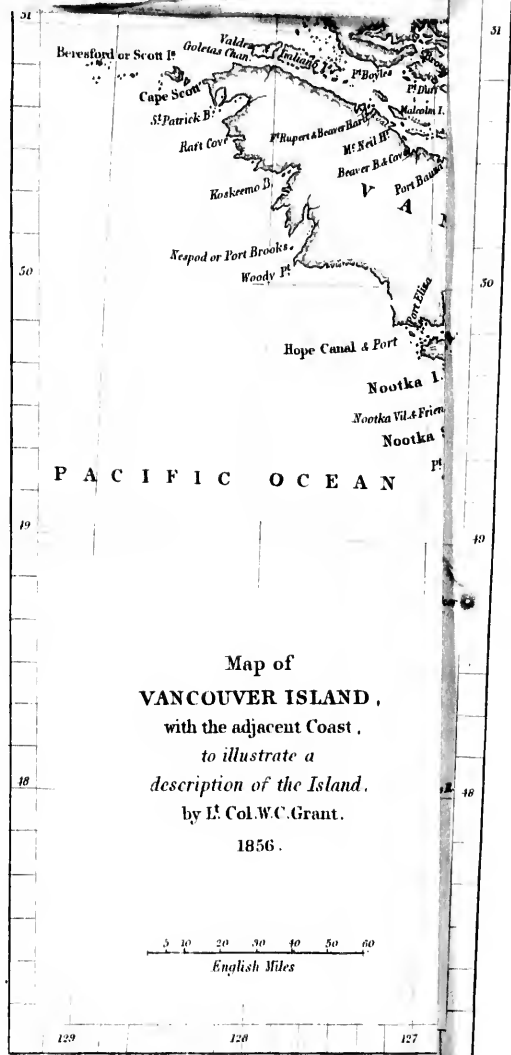 51
51
Valdes
Goletas Chan.
Beresford or Scott Is
Cape Scott
Pt Boyles
Malcolm I.
St Patrick B.
Ft Rupert & Beaver Harb.
Raft Cove
Mc Neil Hr
Beaver B. & Cove
Port Bauza
Koskeemo B.
V A
Nespod or Port Brooks.
50
50
Woody Pt
Port Eliza
Hope Canal & Port
Nootka I.
Nootka Vil. & Frien
Nootka S
Pt
PACIFIC OCEAN
49
49
Map of
VANCOUVER ISLAND,
with the adjacent Coast,
to illustrate a
description of the Island.
by Lt. Col. W. C. Grant.
1856.
48
48
5 10 20 30 40 50 60
English Miles
129 128 127